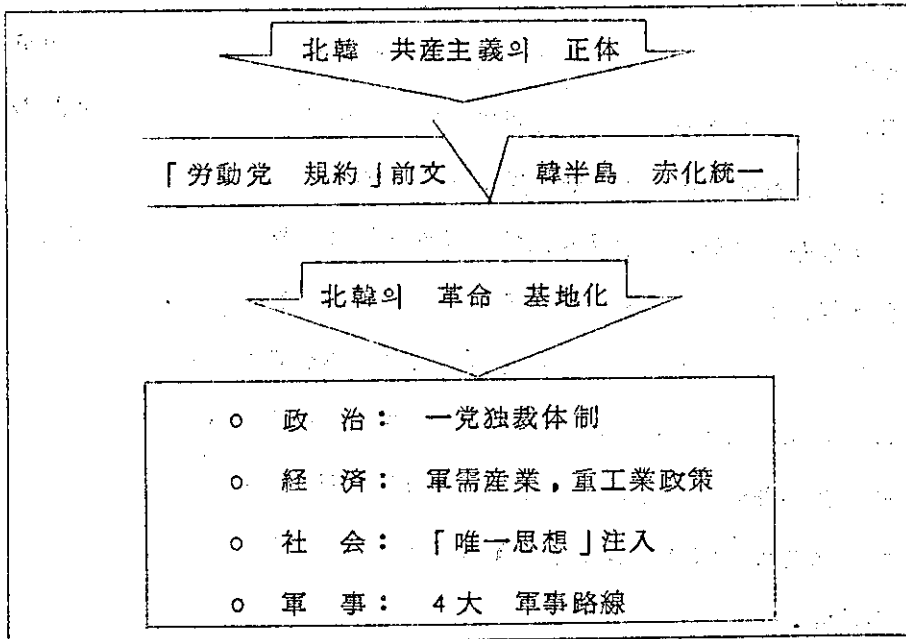 北韓 共産主義의 正体
「労動党 規約」前文 韓半島 赤化統一
北韓의 革命 基地化
○ 政 治： 一党独裁体制
○ 経 済： 軍需産業，重工業政策
○ 社 会： 「唯一思想」注入
○ 軍 事： 4大 軍事路線